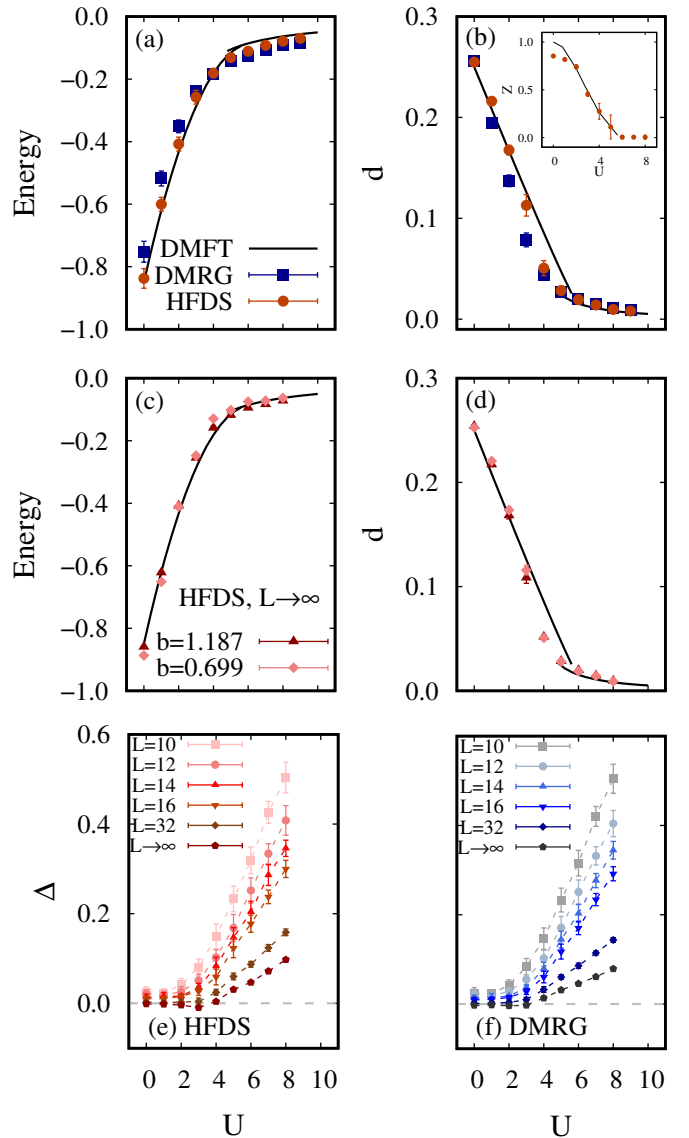 (a)
0.0
−0.2
−0.4
−0.6
−0.8
−1.0
Energy
DMFT
DMRG
HFDS
(b)
0.3
0.2
0.1
0.0
d
1.0
0.5
0.0
Z
0 4 8
U
(c)
0.0
−0.2
−0.4
−0.6
−0.8
−1.0
Energy
HFDS, L→∞
b=1.187
b=0.699
(d)
0.3
0.2
0.1
0.0
d
0.6
0.4
0.2
0.0
Δ
L=10
L=12
L=14
L=16
L=32
L→∞
(e) HFDS
0 2 4 6 8 10
U
L=10
L=12
L=14
L=16
L=32
L→∞
(f) DMRG
0 2 4 6 8 10
U